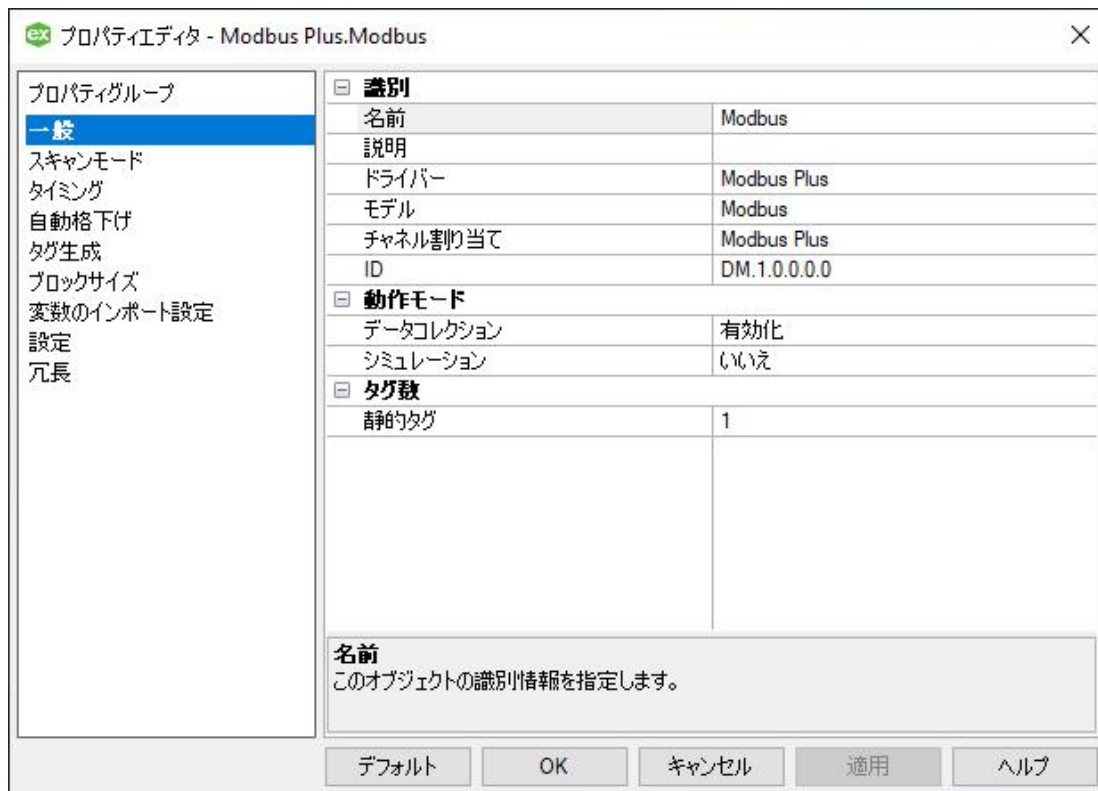 ex プロパティエディタ - Modbus Plus.Modbus
プロパティグループ
一般
スキャンモード
タイミング
自動格下げ
タグ生成
ブロックサイズ
変数のインポート設定
設定
冗長
識別
名前 Modbus
説明
ドライバー Modbus Plus
モデル Modbus
チャネル割り当て Modbus Plus
ID DM.1.0.0.0.0
動作モード
データコレクション 有効化
シミュレーション いいえ
タグ数
静的タグ 1
名前
このオブジェクトの識別情報を指定します。
デフォルト OK キャンセル 適用 ヘルプ